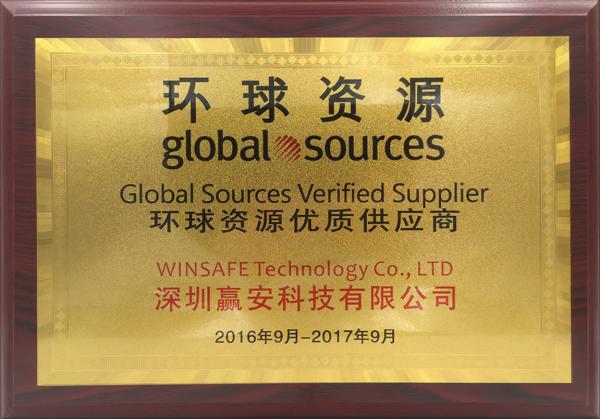 环球资源
global sources
Global Sources Verified Supplier
环球资源优质供应商
WINSAFE Technology Co., LTD
深圳赢安科技有限公司
2016年9月-2017年9月